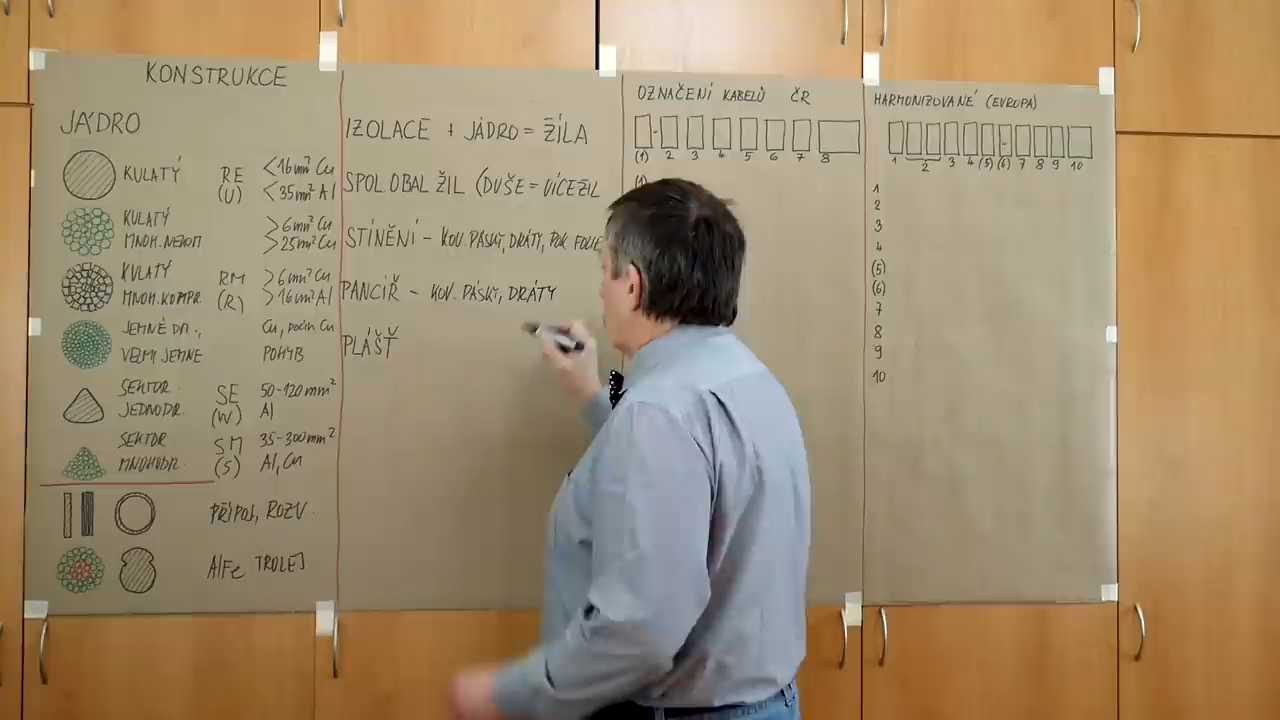 KONSTRUKCE
JÁDRO
KULATÝ RE <16mm² Cu
(U) <35mm² Al
KULATÝ >6mm² Cu
MNOH. NEKOM >25mm² Cu
KULATÝ RM >6mm² Cu
MNOH. KOMPR. (R) >16mm² Al
JEMNĚ DR., Cu, pocín Cu
VELMI JEMNĚ POHYB
SEKTOR. SE 50-120mm²
JEDNODR. (W) Al
SEKTOR SM 35-300mm²
MNOHODR. (S) Al, Cu
PŘÍPOJ, ROZV.
AlFe TROLEJ
IZOLACE + JÁDRO = ŽÍLA
SPOL OBAL ŽIL (DUŠE = VÍCEŽIL
STÍNĚNÍ - KOV. PÁSKY, DRÁTY, POK FOLIE
PANCÍŘ - KOV. PÁSKY, DRÁTY
PLÁŠŤ
OZNAČENÍ KABELŮ ČR
(1) 2 3 4 5 6 7 8
HARMONIZOVANÉ (EVROPA)
1 2 3 4 (5) (6) 7 8 9 10
1
2
3
4
(5)
(6)
7
8
9
10